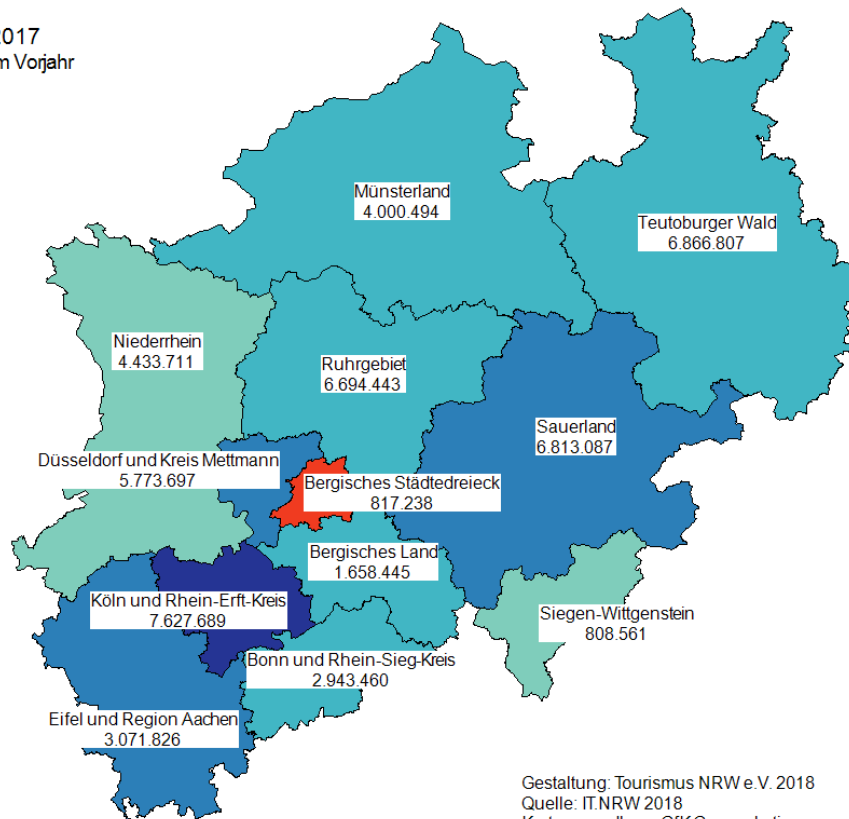 2017
m Vorjahr
Münsterland
4.000.494
Teutoburger Wald
6.866.807
Niederrhein
4.433.711
Ruhrgebiet
6.694.443
Sauerland
6.813.087
Düsseldorf und Kreis Mettmann
5.773.697
Bergisches Städtedreieck
817.238
Bergisches Land
1.658.445
Köln und Rhein-Erft-Kreis
7.627.689
Siegen-Wittgenstein
808.561
Bonn und Rhein-Sieg-Kreis
2.943.460
Eifel und Region Aachen
3.071.826
Gestaltung: Tourismus NRW e.V. 2018
Quelle: IT.NRW 2018